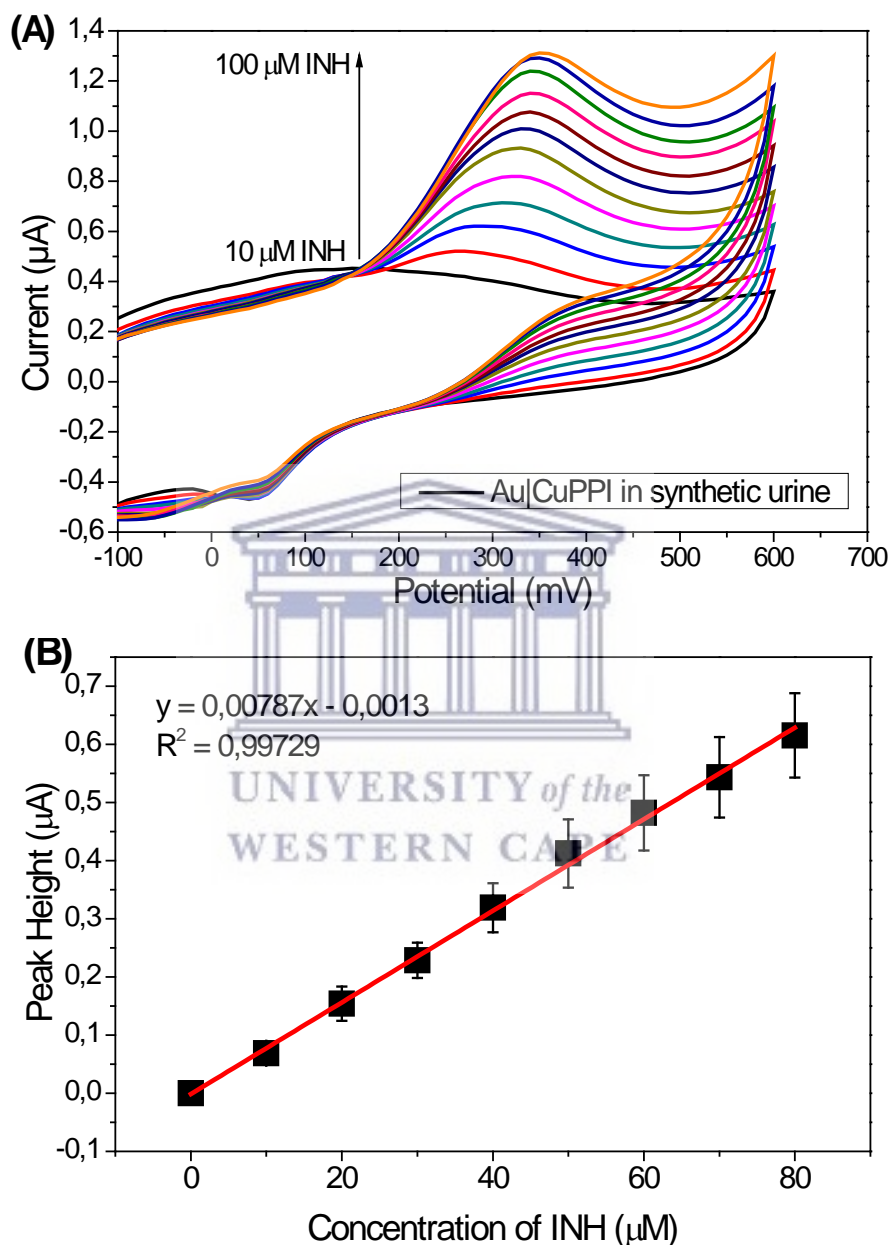 (A)
1,4
1,2
1,0
0,8
0,6
0,4
0,2
0,0
-0,2
-0,4
-0,6
Current (µA)
100 µM INH
10 µM INH
Au|CuPPI in synthetic urine
-100 0 100 200 300 400 500 600 700
Potential (mV)
(B)
0,7
0,6
0,5
0,4
0,3
0,2
0,1
0,0
-0,1
Peak Height (µA)
y = 0,00787x - 0,0013
R² = 0,99729
UNIVERSITY of the
WESTERN CAPE
0 20 40 60 80
Concentration of INH (µM)